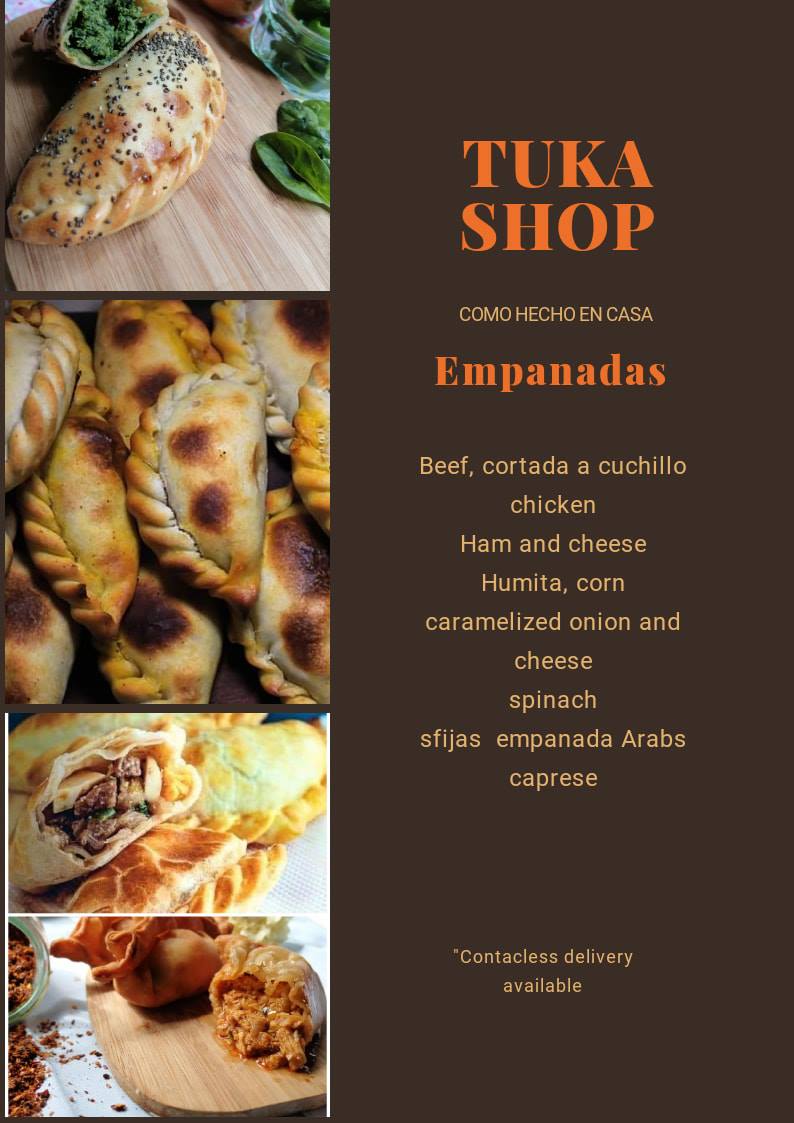 TUKA
SHOP
COMO HECHO EN CASA
Empanadas
Beef, cortada a cuchillo
chicken
Ham and cheese
Humita, corn
caramelized onion and
cheese
spinach
sfijas  empanada Arabs
caprese
"Contacless delivery
available